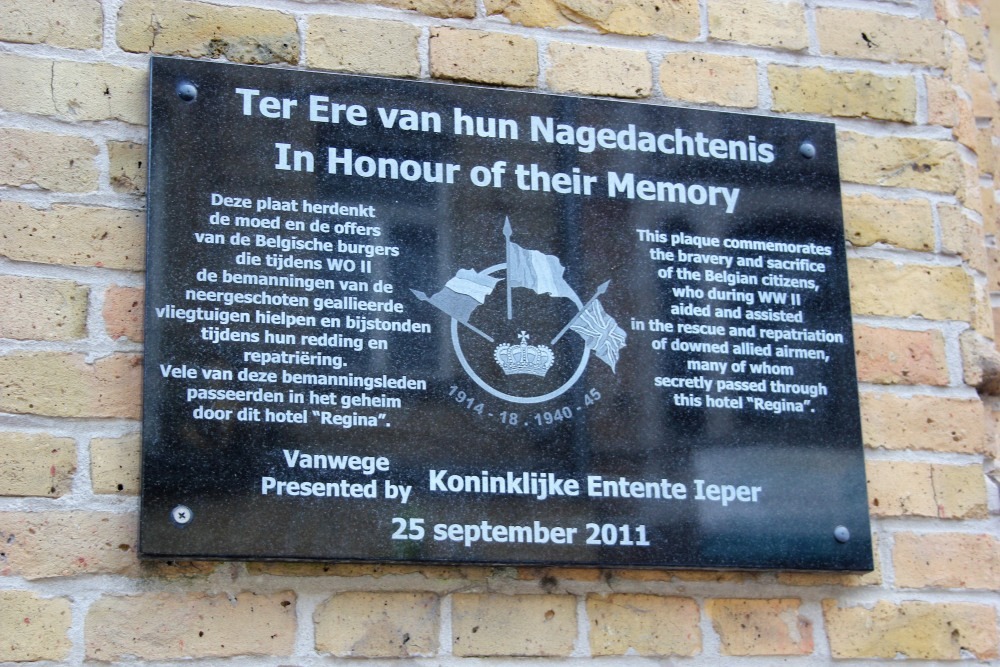 Ter Ere van hun Nagedachtenis
In Honour of their Memory
Deze plaat herdenkt
de moed en de offers
van de Belgische burgers
die tijdens WO II
de bemanningen van de
neergeschoten geallieerde
vliegtuigen hielpen en bijstonden
tijdens hun redding en
repatriëring.
Vele van deze bemanningsleden
passeerden in het geheim
door dit hotel “Regina”.
1914-18 . 1940-45
This plaque commemorates
the bravery and sacrifice
of the Belgian citizens,
who during WW II
aided and assisted
in the rescue and repatriation
of downed allied airmen,
many of whom
secretly passed through
this hotel “Regina”.
Vanwege
Presented by
Koninklijke Entente Ieper
25 september 2011